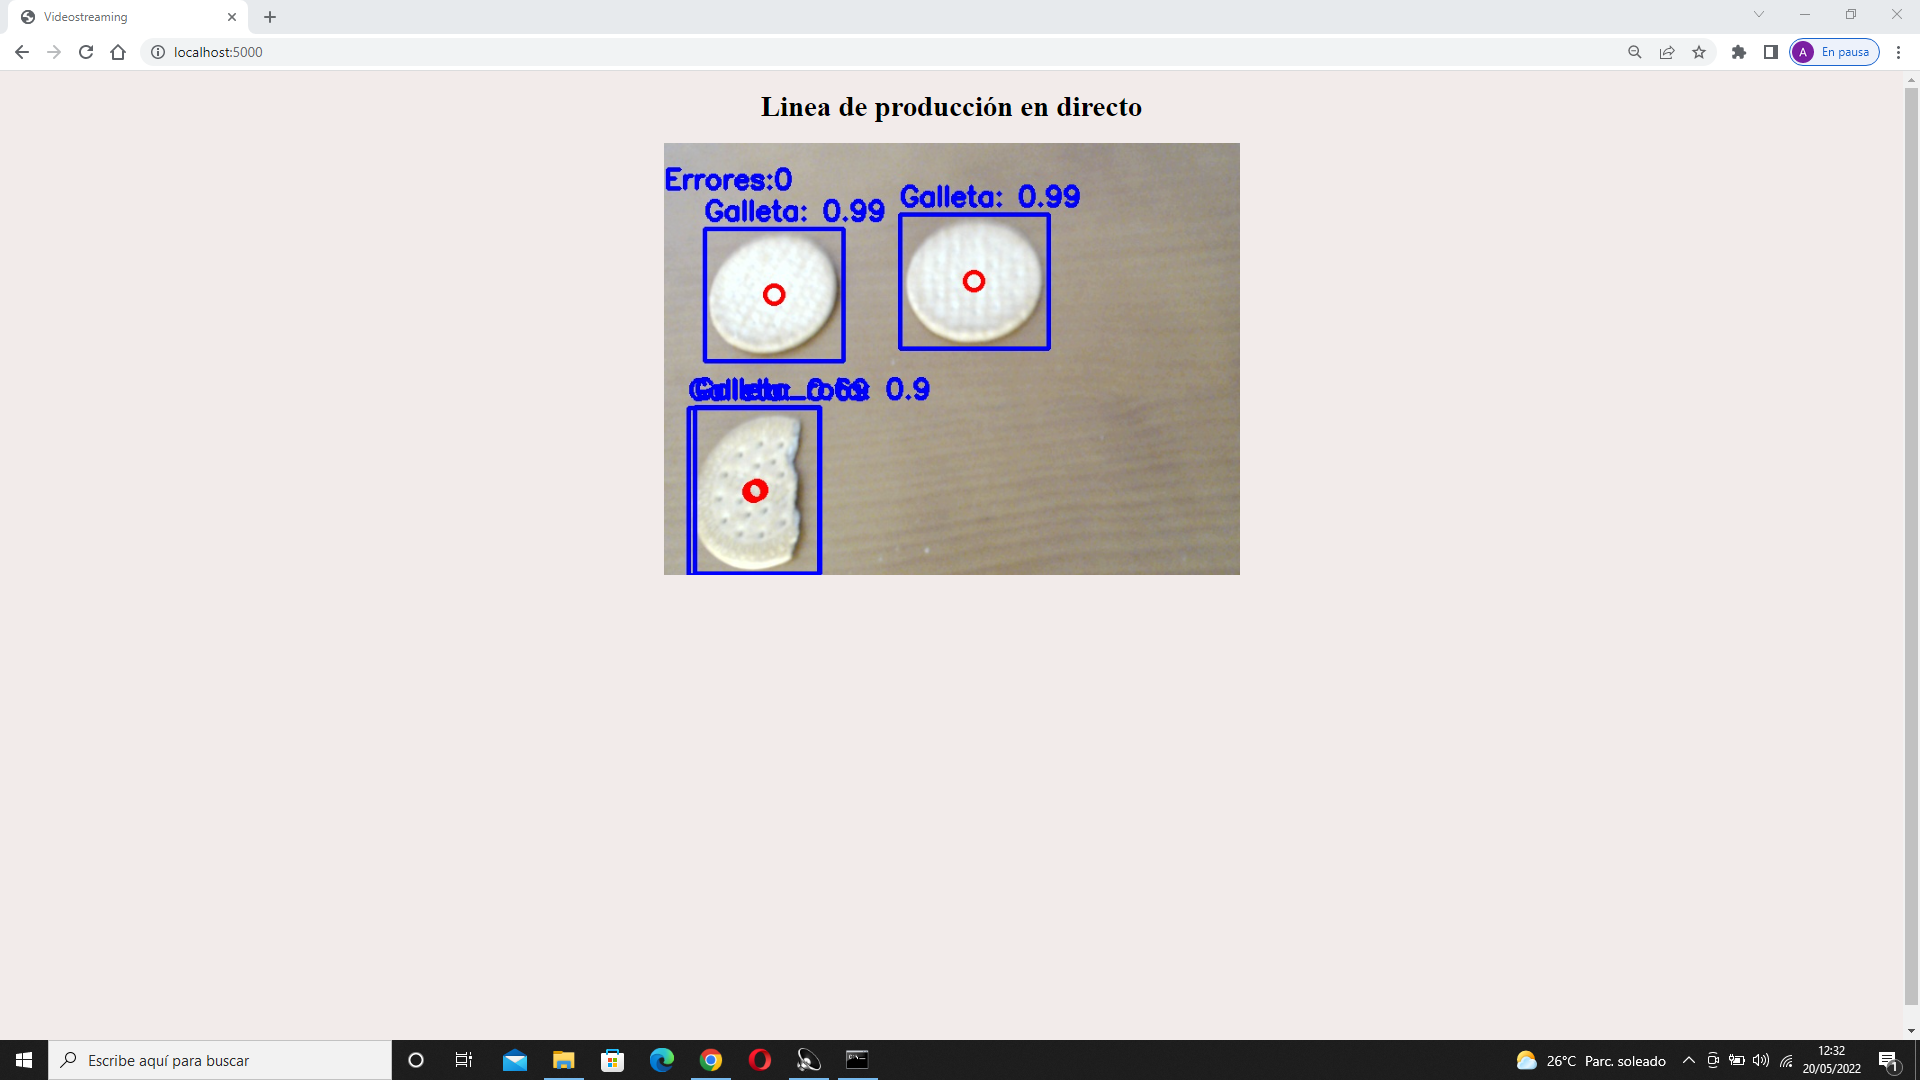 Videostreaming
localhost:5000
En pausa
A
Linea de producción en directo
Errores:0
Galleta: 0.99
Galleta: 0.99
0.9
Escribe aquí para buscar
26°C Parc. soleado
12:32
20/05/2022
1